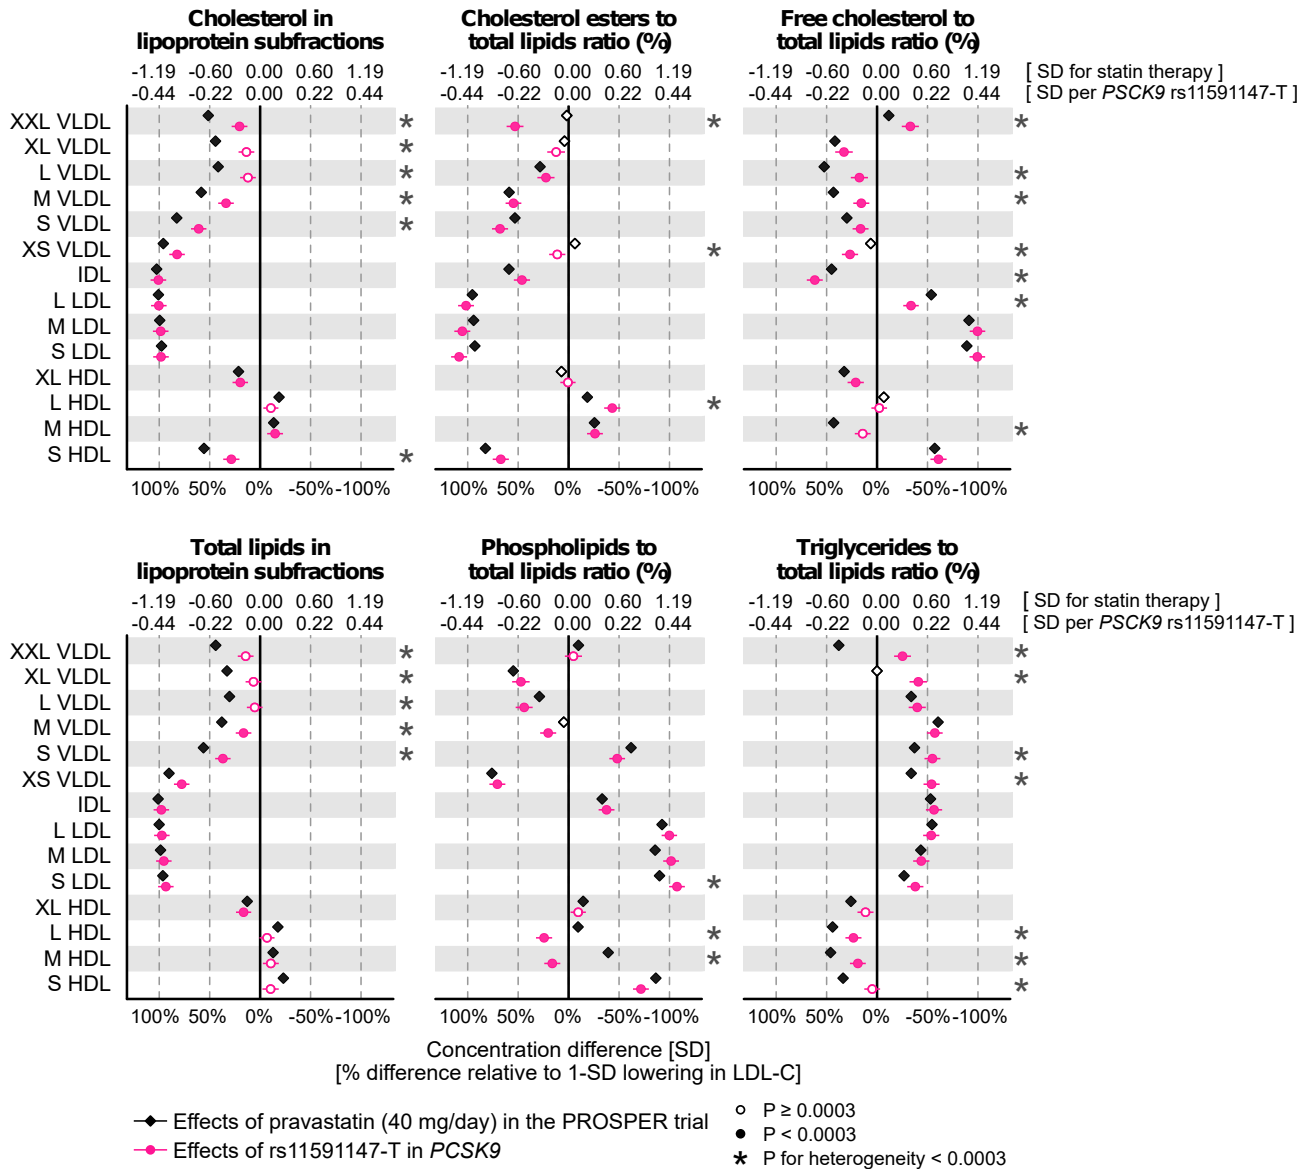 Cholesterol in
lipoprotein subfractions
Cholesterol esters to
total lipids ratio (%)
Free cholesterol to
total lipids ratio (%)
-1.19 -0.60 0.00 0.60 1.19
-0.44 -0.22 0.00 0.22 0.44
-1.19 -0.60 0.00 0.60 1.19
-0.44 -0.22 0.00 0.22 0.44
-1.19 -0.60 0.00 0.60 1.19
-0.44 -0.22 0.00 0.22 0.44
[ SD for statin therapy ]
[ SD per PSCK9 rs11591147-T ]
XXL VLDL * * *
XL VLDL *
L VLDL * *
M VLDL * *
S VLDL *
XS VLDL * *
IDL *
L LDL *
M LDL
S LDL
XL HDL
L HDL *
M HDL *
S HDL *
100% 50% 0% -50% -100%
100% 50% 0% -50% -100%
100% 50% 0% -50% -100%
Total lipids in
lipoprotein subfractions
Phospholipids to
total lipids ratio (%)
Triglycerides to
total lipids ratio (%)
-1.19 -0.60 0.00 0.60 1.19
-0.44 -0.22 0.00 0.22 0.44
-1.19 -0.60 0.00 0.60 1.19
-0.44 -0.22 0.00 0.22 0.44
-1.19 -0.60 0.00 0.60 1.19
-0.44 -0.22 0.00 0.22 0.44
[ SD for statin therapy ]
[ SD per PSCK9 rs11591147-T ]
XXL VLDL * *
XL VLDL * *
L VLDL *
M VLDL *
S VLDL * *
XS VLDL *
IDL
L LDL
M LDL
S LDL *
XL HDL
L HDL * *
M HDL * *
S HDL *
100% 50% 0% -50% -100%
100% 50% 0% -50% -100%
100% 50% 0% -50% -100%
Concentration difference [SD]
[% difference relative to 1-SD lowering in LDL-C]
Effects of pravastatin (40 mg/day) in the PROSPER trial
Effects of rs11591147-T in PCSK9
P ≥ 0.0003
P < 0.0003
* P for heterogeneity < 0.0003